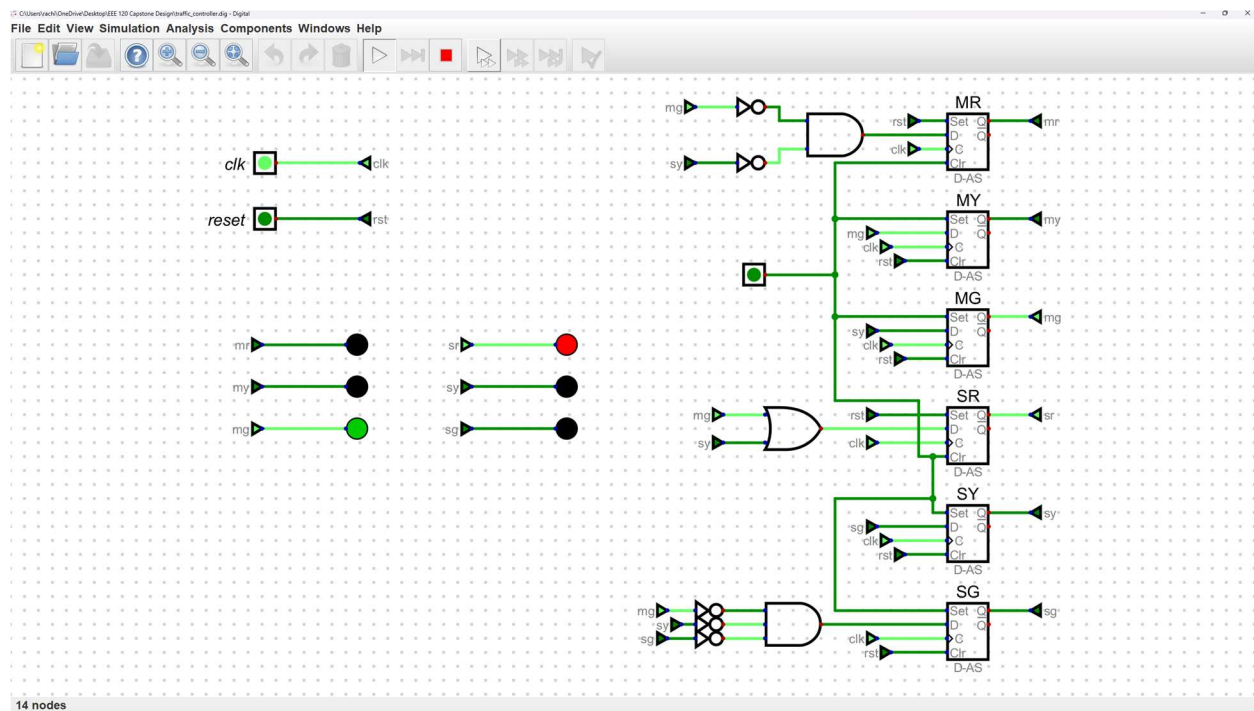 C:\Users\rachi\OneDrive\Desktop\EEE 120 Capstone Design\traffic_controller.dig - Digital
File Edit View Simulation Analysis Components Windows Help
clk
clk
reset
rst
mr
sr
my
sy
mg
sg
MR
mg
sy
rst
clk
Set
D
C
Clr
Q
Q
mr
D-AS
MY
mg
clk
rst
Set
D
C
Clr
Q
Q
my
D-AS
MG
sy
clk
rst
Set
D
C
Clr
Q
Q
mg
D-AS
SR
mg
sy
rst
clk
Set
D
C
Clr
Q
Q
sr
D-AS
SY
sg
clk
rst
Set
D
C
Clr
Q
Q
sy
D-AS
SG
mg
sy
sg
clk
rst
Set
D
C
Clr
Q
Q
sg
D-AS
14 nodes